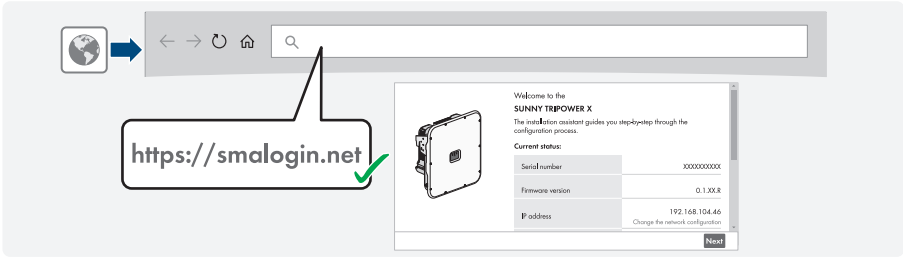 https://smalogin.net
Welcome to the
SUNNY TRIPOWER X
The installation assistant guides you step-by-step through the
configuration process.
Current status:
Serial number XXXXXXXXXX
Firmware version 0.1.XX.R
IP address 192.168.104.46
Change the network configuration
Next